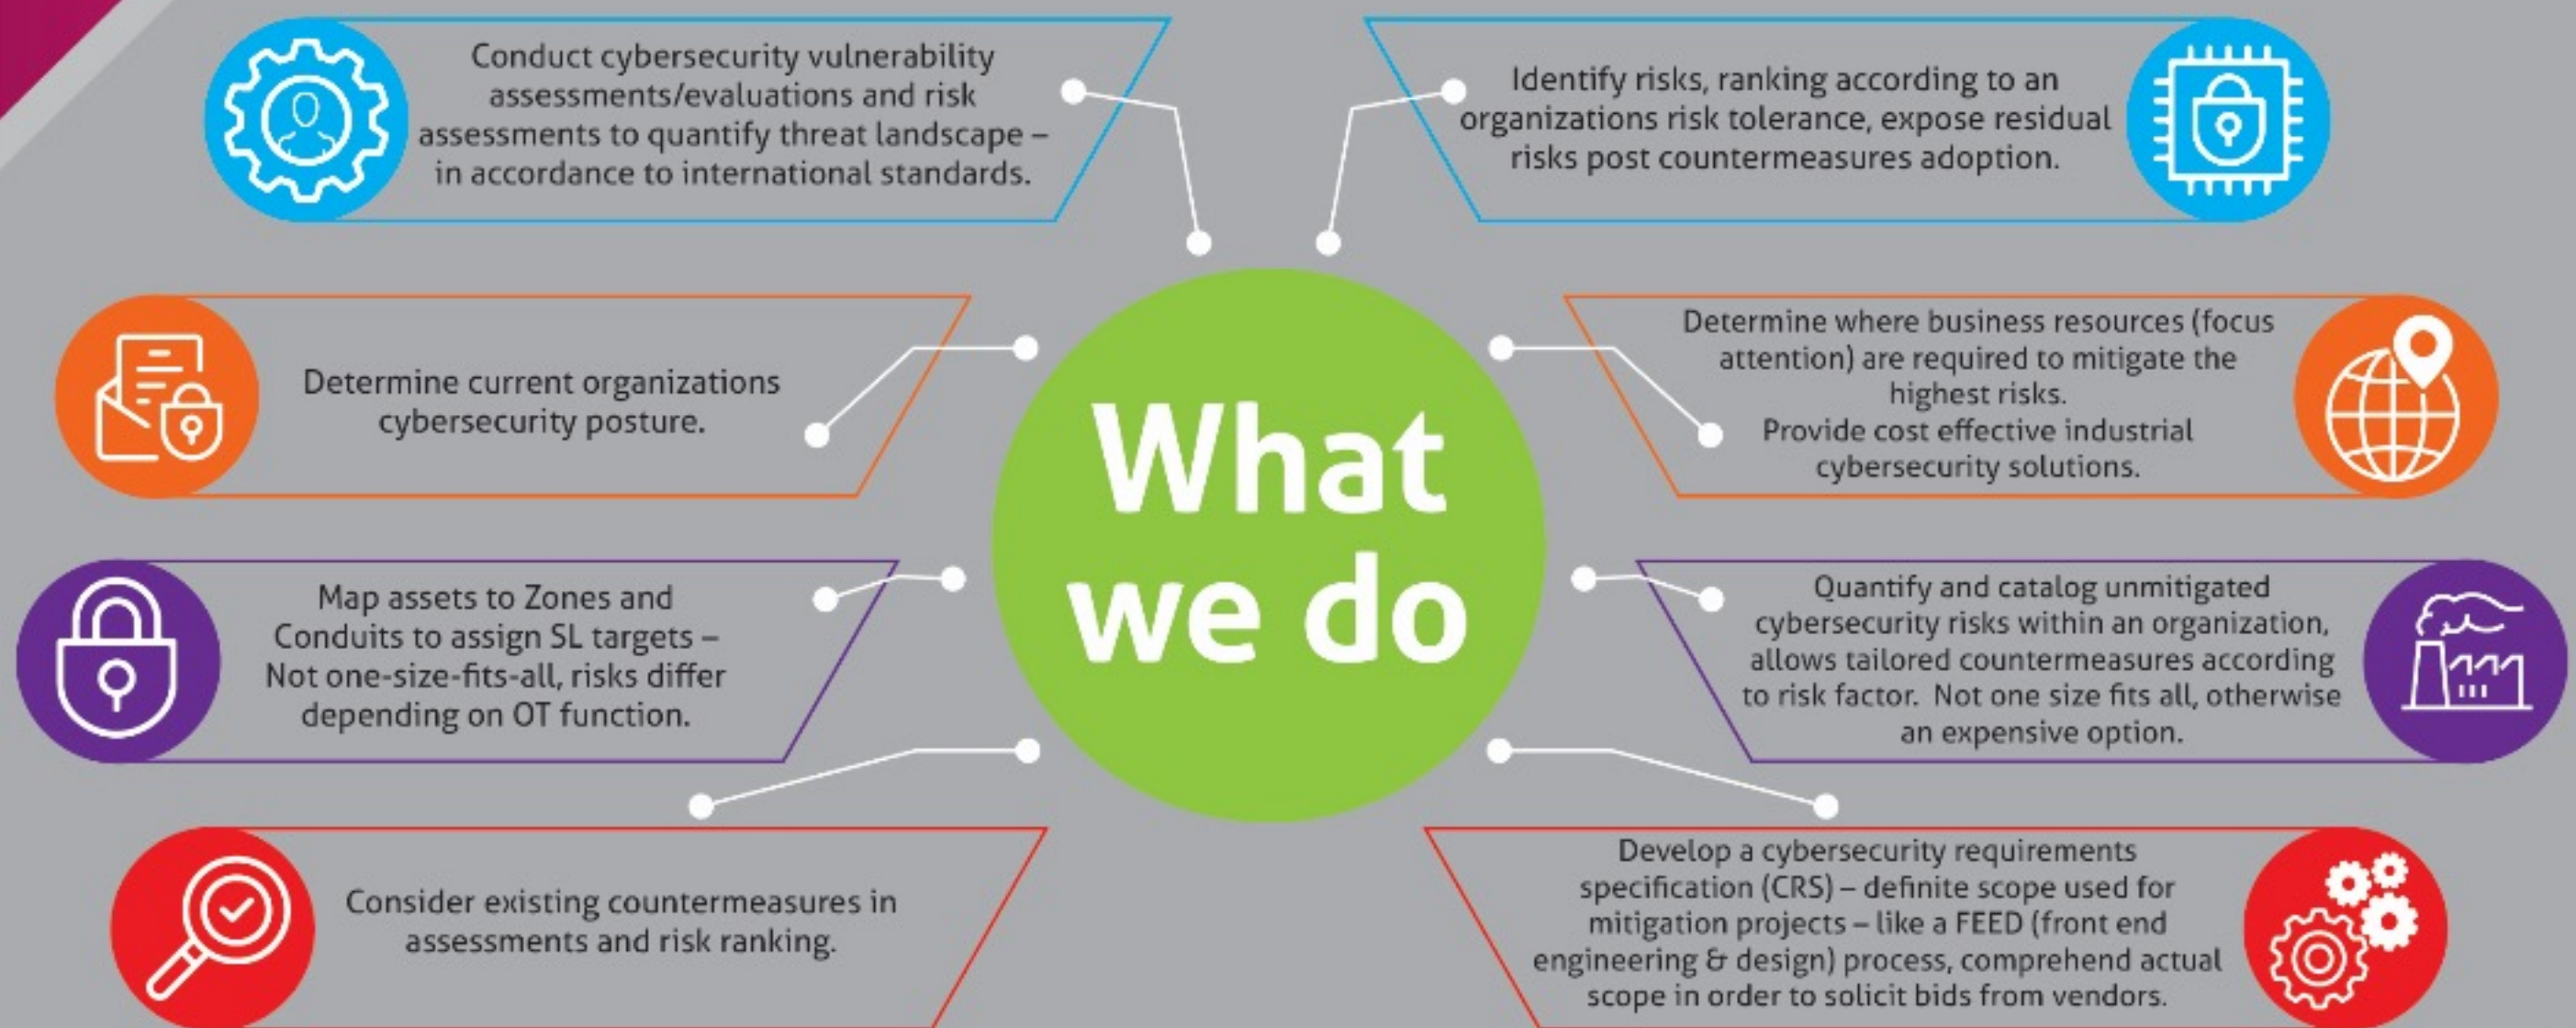 Conduct cybersecurity vulnerability
assessments/evaluations and risk
assessments to quantify threat landscape –
in accordance to international standards.
Identify risks, ranking according to an
organizations risk tolerance, expose residual
risks post countermeasures adoption.
Determine current organizations
cybersecurity posture.
Determine where business resources (focus
attention) are required to mitigate the
highest risks.
Provide cost effective industrial
cybersecurity solutions.
What
we do
Map assets to Zones and
Conduits to assign SL targets –
Not one-size-fits-all, risks differ
depending on OT function.
Quantify and catalog unmitigated
cybersecurity risks within an organization,
allows tailored countermeasures according
to risk factor. Not one size fits all, otherwise
an expensive option.
Consider existing countermeasures in
assessments and risk ranking.
Develop a cybersecurity requirements
specification (CRS) – definite scope used for
mitigation projects – like a FEED (front end
engineering & design) process, comprehend actual
scope in order to solicit bids from vendors.